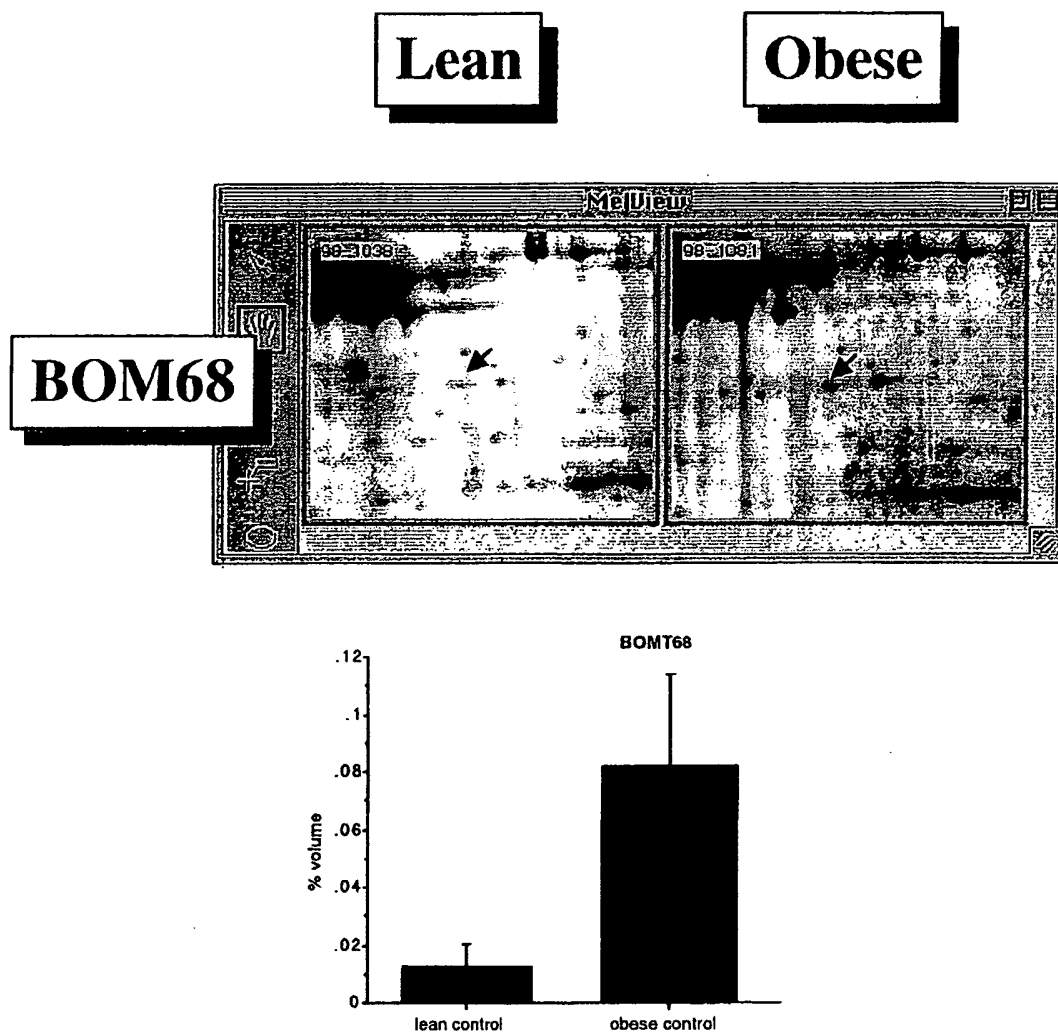 Lean
Obese
MelView
98-1038
98-1091
BOM68
BOMT68
.12
.1
.08
.06
.04
.02
0
% volume
lean control
obese control